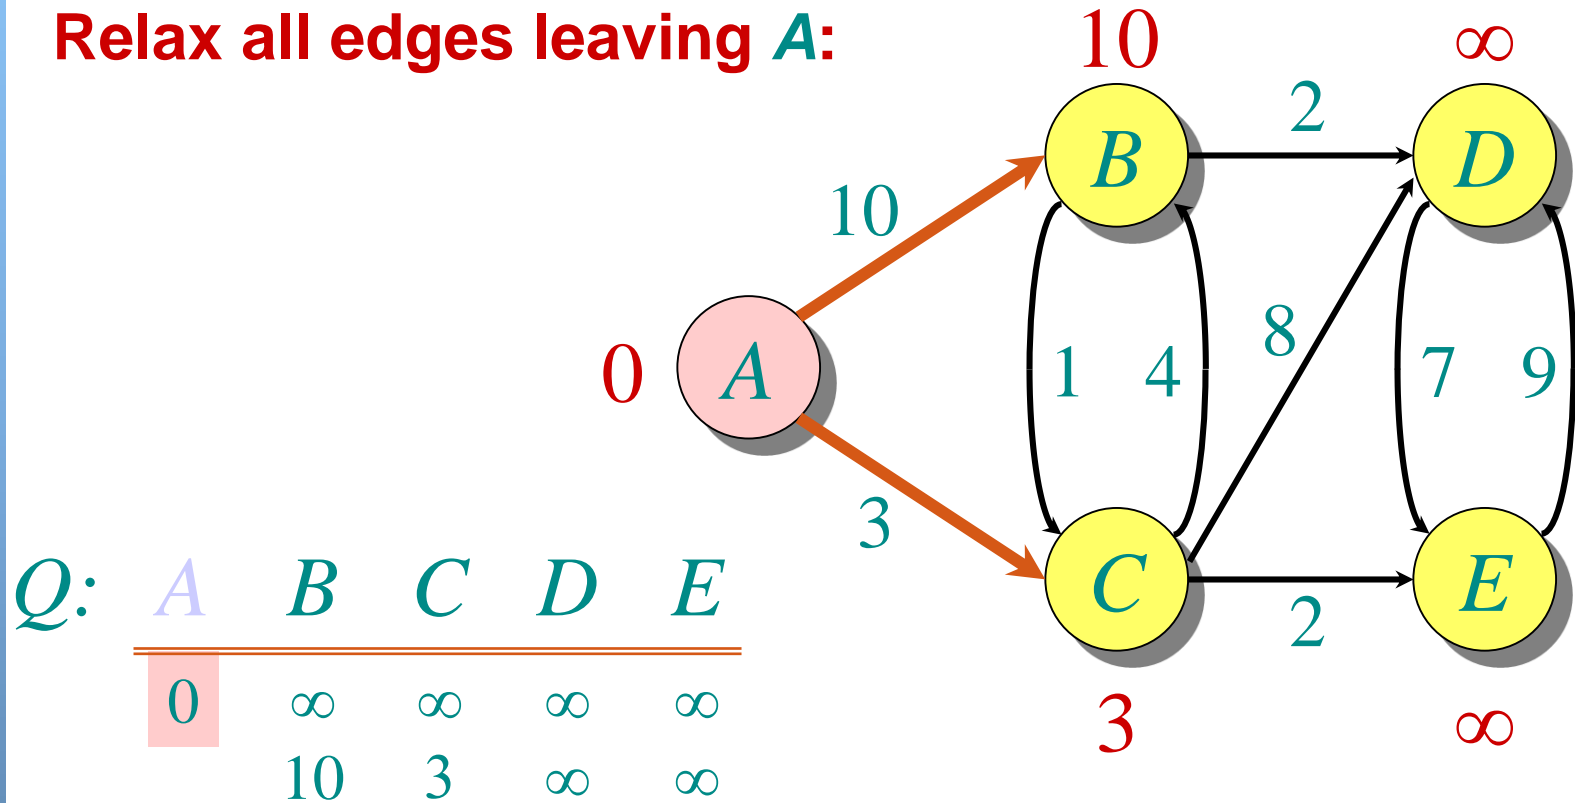 Relax all edges leaving A:
10 ∞
2
B D
10
8
0 A 1 4 7 9
3
C E
2
3 ∞
Q: A B C D E
0 ∞ ∞ ∞ ∞
10 3 ∞ ∞